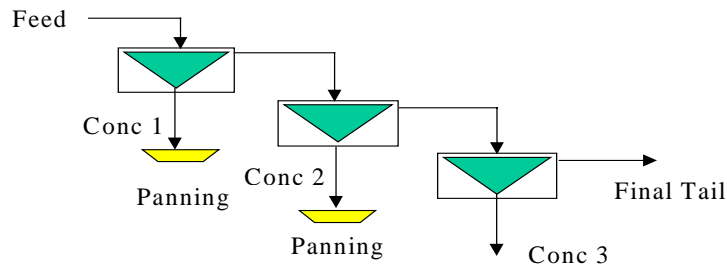 Feed
Conc 1
Panning
Conc 2
Panning
Final Tail
Conc 3